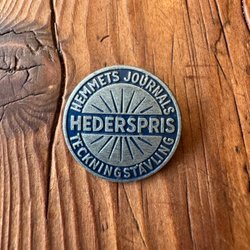 HEMMETS JOURNALS
HEDERSPRIS
TECKNINGSTÄVLING